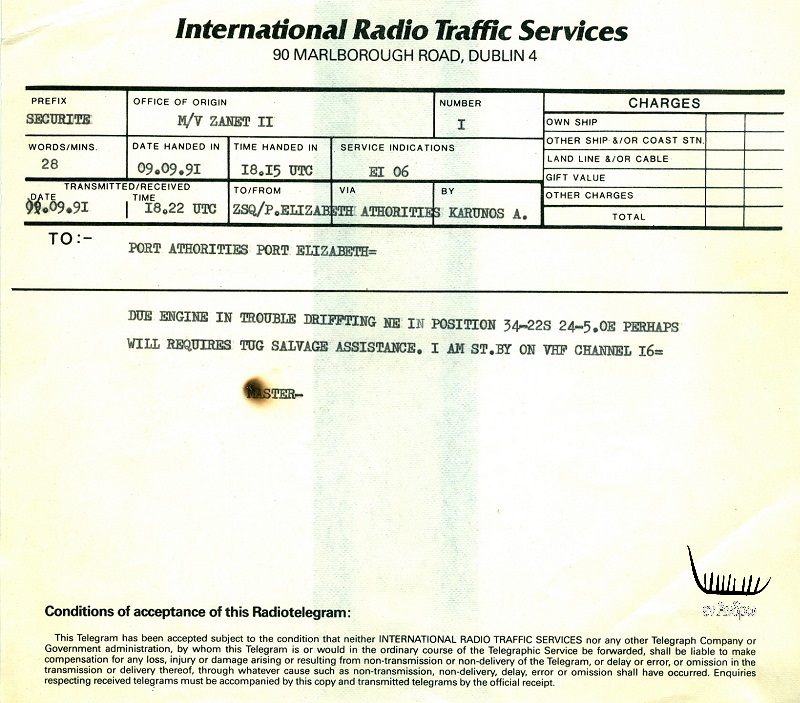 International Radio Traffic Services
90 MARLBOROUGH ROAD, DUBLIN 4
PREFIX OFFICE OF ORIGIN NUMBER CHARGES
SECURITE M/V ZANET II I
OWN SHIP
OTHER SHIP &/OR COAST STN.
LAND LINE &/OR CABLE
GIFT VALUE
OTHER CHARGES
TOTAL
WORDS/MINS. DATE HANDED IN TIME HANDED IN SERVICE INDICATIONS
28 09.09.9I I8.I5 UTC EI 06
TRANSMITTED/RECEIVED
DATE TIME TO/FROM VIA BY
09.09.9I I8.22 UTC ZSQ/P.ELIZABETH ATHORITIES KARUNOS A.
TO:-
PORT ATHORITIES PORT ELIZABETH=
DUE ENGINE IN TROUBLE DRIFFTING NE IN POSITION 34-22S 24-5.0E PERHAPS
WILL REQUIRES TUG SALVAGE ASSISTANCE. I AM ST.BY ON VHF CHANNEL I6=
MASTER-
Conditions of acceptance of this Radiotelegram:
This Telegram has been accepted subject to the condition that neither INTERNATIONAL RADIO TRAFFIC SERVICES nor any other Telegraph Company or
Government administration, by whom this Telegram is or would in the ordinary course of the Telegraphic Service be forwarded, shall be liable to make
compensation for any loss, injury or damage arising or resulting from non-transmission or non-delivery of the Telegram, or delay or error, or omission in the
transmission or delivery thereof, through whatever cause such as non-transmission, non-delivery, delay, error or omission shall have occurred. Enquiries
respecting received telegrams must be accompanied by this copy and transmitted telegrams by the official receipt.